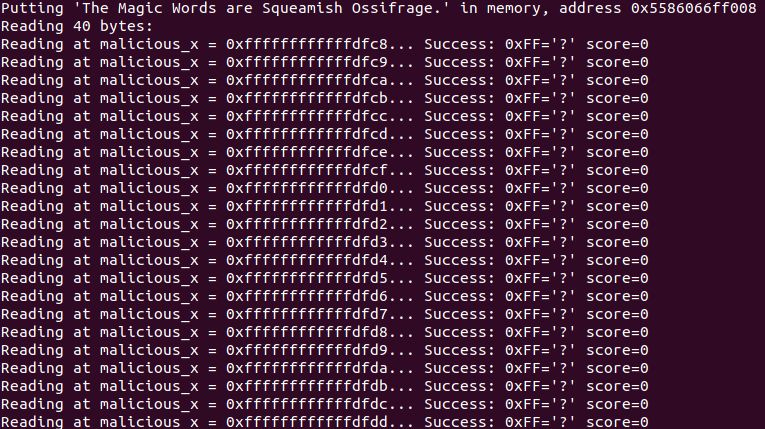 Putting 'The Magic Words are Squeamish Ossifrage.' in memory, address 0x5586066ff008
Reading 40 bytes:
Reading at malicious_x = 0xffffffffffffdfc8... Success: 0xFF='?' score=0
Reading at malicious_x = 0xffffffffffffdfc9... Success: 0xFF='?' score=0
Reading at malicious_x = 0xffffffffffffdfca... Success: 0xFF='?' score=0
Reading at malicious_x = 0xffffffffffffdfcb... Success: 0xFF='?' score=0
Reading at malicious_x = 0xffffffffffffdfcc... Success: 0xFF='?' score=0
Reading at malicious_x = 0xffffffffffffdfcd... Success: 0xFF='?' score=0
Reading at malicious_x = 0xffffffffffffdfce... Success: 0xFF='?' score=0
Reading at malicious_x = 0xffffffffffffdfcf... Success: 0xFF='?' score=0
Reading at malicious_x = 0xffffffffffffdfd0... Success: 0xFF='?' score=0
Reading at malicious_x = 0xffffffffffffdfd1... Success: 0xFF='?' score=0
Reading at malicious_x = 0xffffffffffffdfd2... Success: 0xFF='?' score=0
Reading at malicious_x = 0xffffffffffffdfd3... Success: 0xFF='?' score=0
Reading at malicious_x = 0xffffffffffffdfd4... Success: 0xFF='?' score=0
Reading at malicious_x = 0xffffffffffffdfd5... Success: 0xFF='?' score=0
Reading at malicious_x = 0xffffffffffffdfd6... Success: 0xFF='?' score=0
Reading at malicious_x = 0xffffffffffffdfd7... Success: 0xFF='?' score=0
Reading at malicious_x = 0xffffffffffffdfd8... Success: 0xFF='?' score=0
Reading at malicious_x = 0xffffffffffffdfd9... Success: 0xFF='?' score=0
Reading at malicious_x = 0xffffffffffffdfda... Success: 0xFF='?' score=0
Reading at malicious_x = 0xffffffffffffdfdb... Success: 0xFF='?' score=0
Reading at malicious_x = 0xffffffffffffdfdc... Success: 0xFF='?' score=0
Reading at malicious_x = 0xffffffffffffdfdd... Success: 0xFF='?' score=0